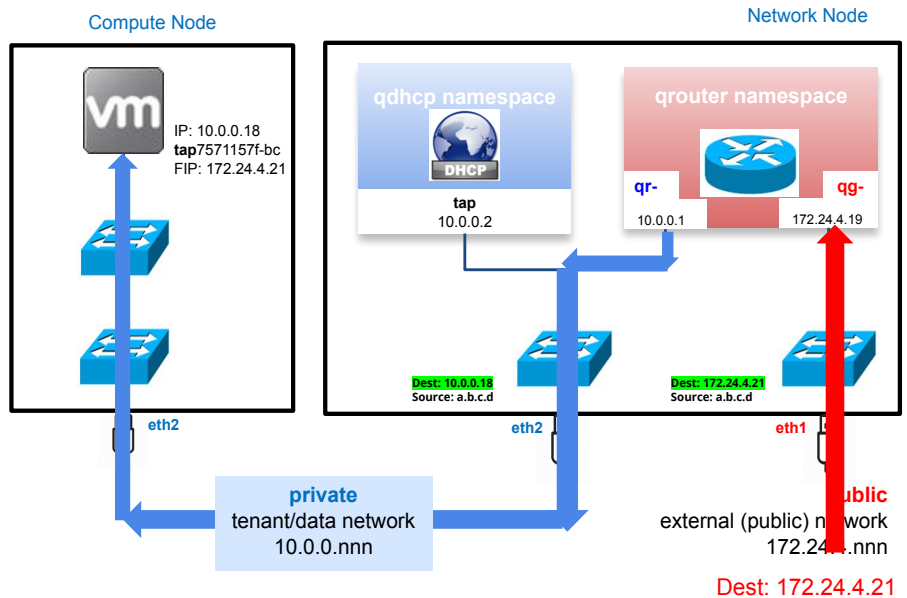 Compute Node
Network Node
vm
IP: 10.0.0.18
tap7571157f-bc
FIP: 172.24.4.21
qdhcp namespace
DHCP
tap
10.0.0.2
qrouter namespace
qr-
qg-
10.0.0.1
172.24.4.19
Dest: 10.0.0.18
Source: a.b.c.d
Dest: 172.24.4.21
Source: a.b.c.d
eth2
eth2
eth1
private
tenant/data network
10.0.0.nnn
external (public)
Dest: 172.24.4.21